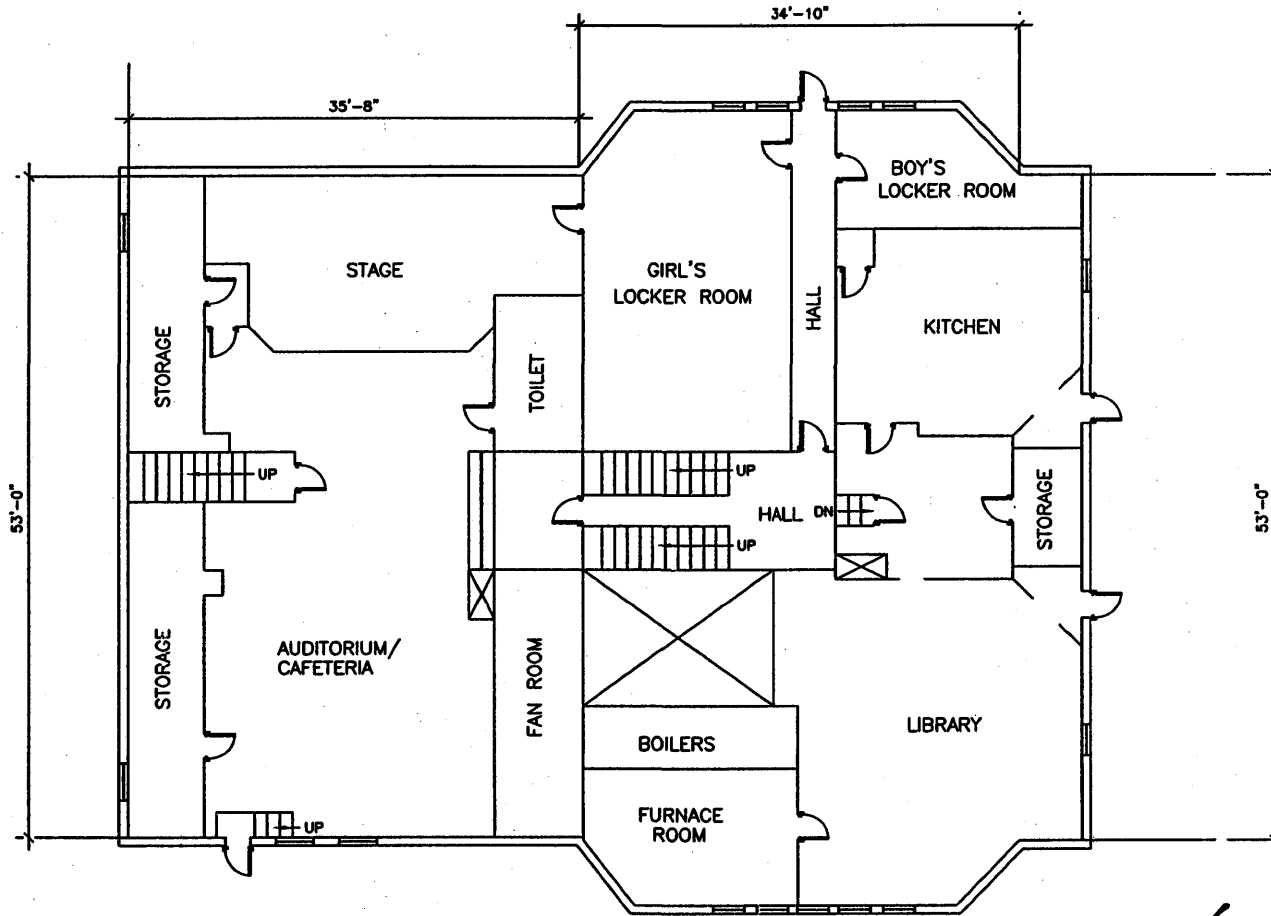 34'-10"
35'-8"
BOY'S
LOCKER ROOM
STAGE
GIRL'S
LOCKER ROOM
HALL
KITCHEN
STORAGE
TOILET
UP
UP
53'-0"
HALL
DN
STORAGE
53'-0"
UP
STORAGE
AUDITORIUM/
CAFETERIA
FAN ROOM
LIBRARY
BOILERS
FURNACE
ROOM
UP